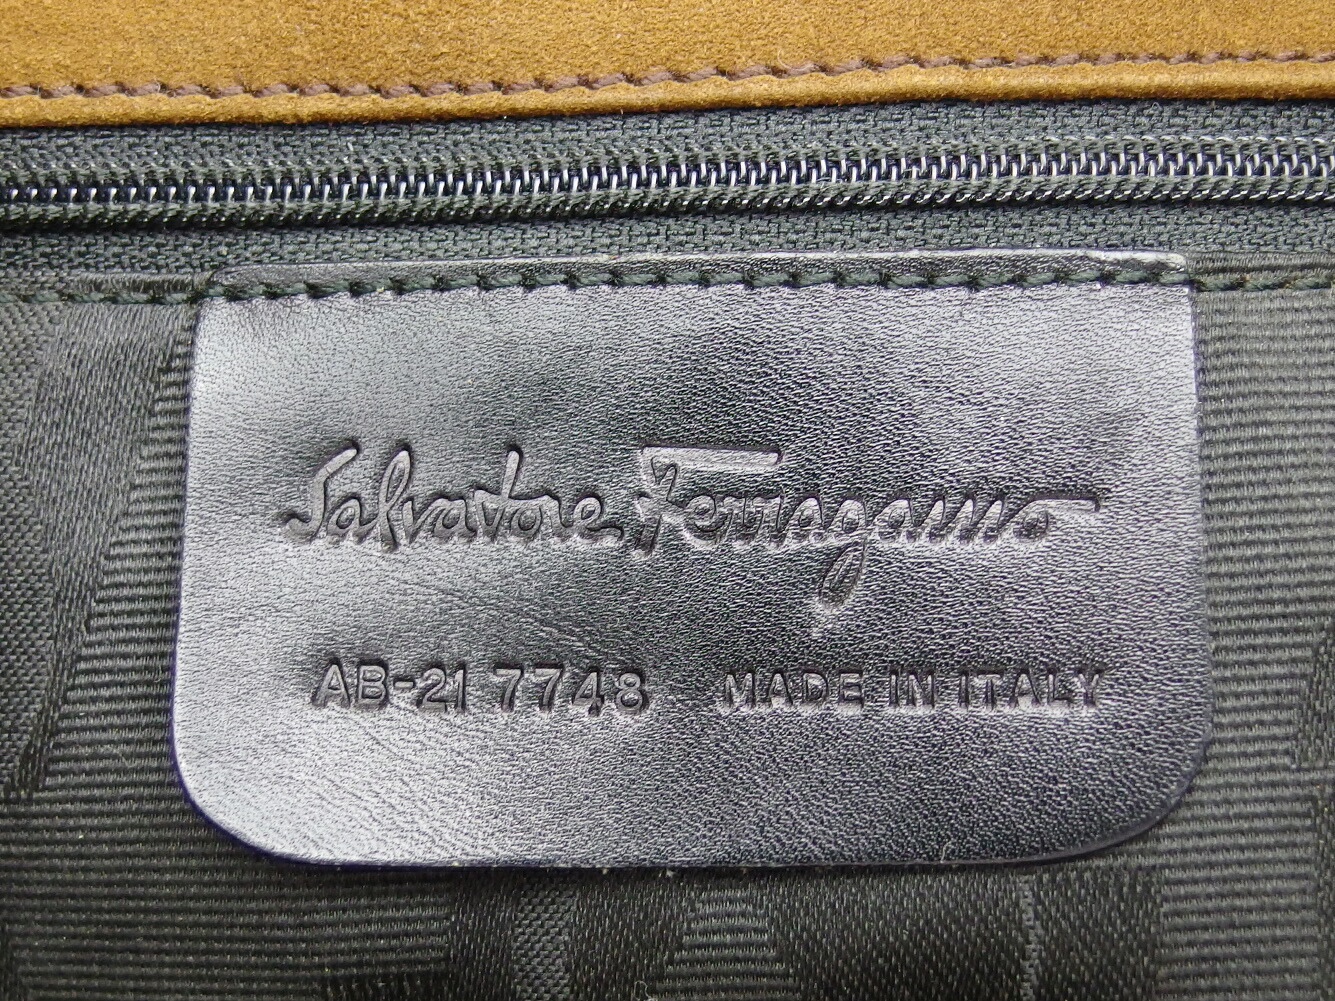 Salvatore Ferragamo
AB-21 7748 MADE IN ITALY